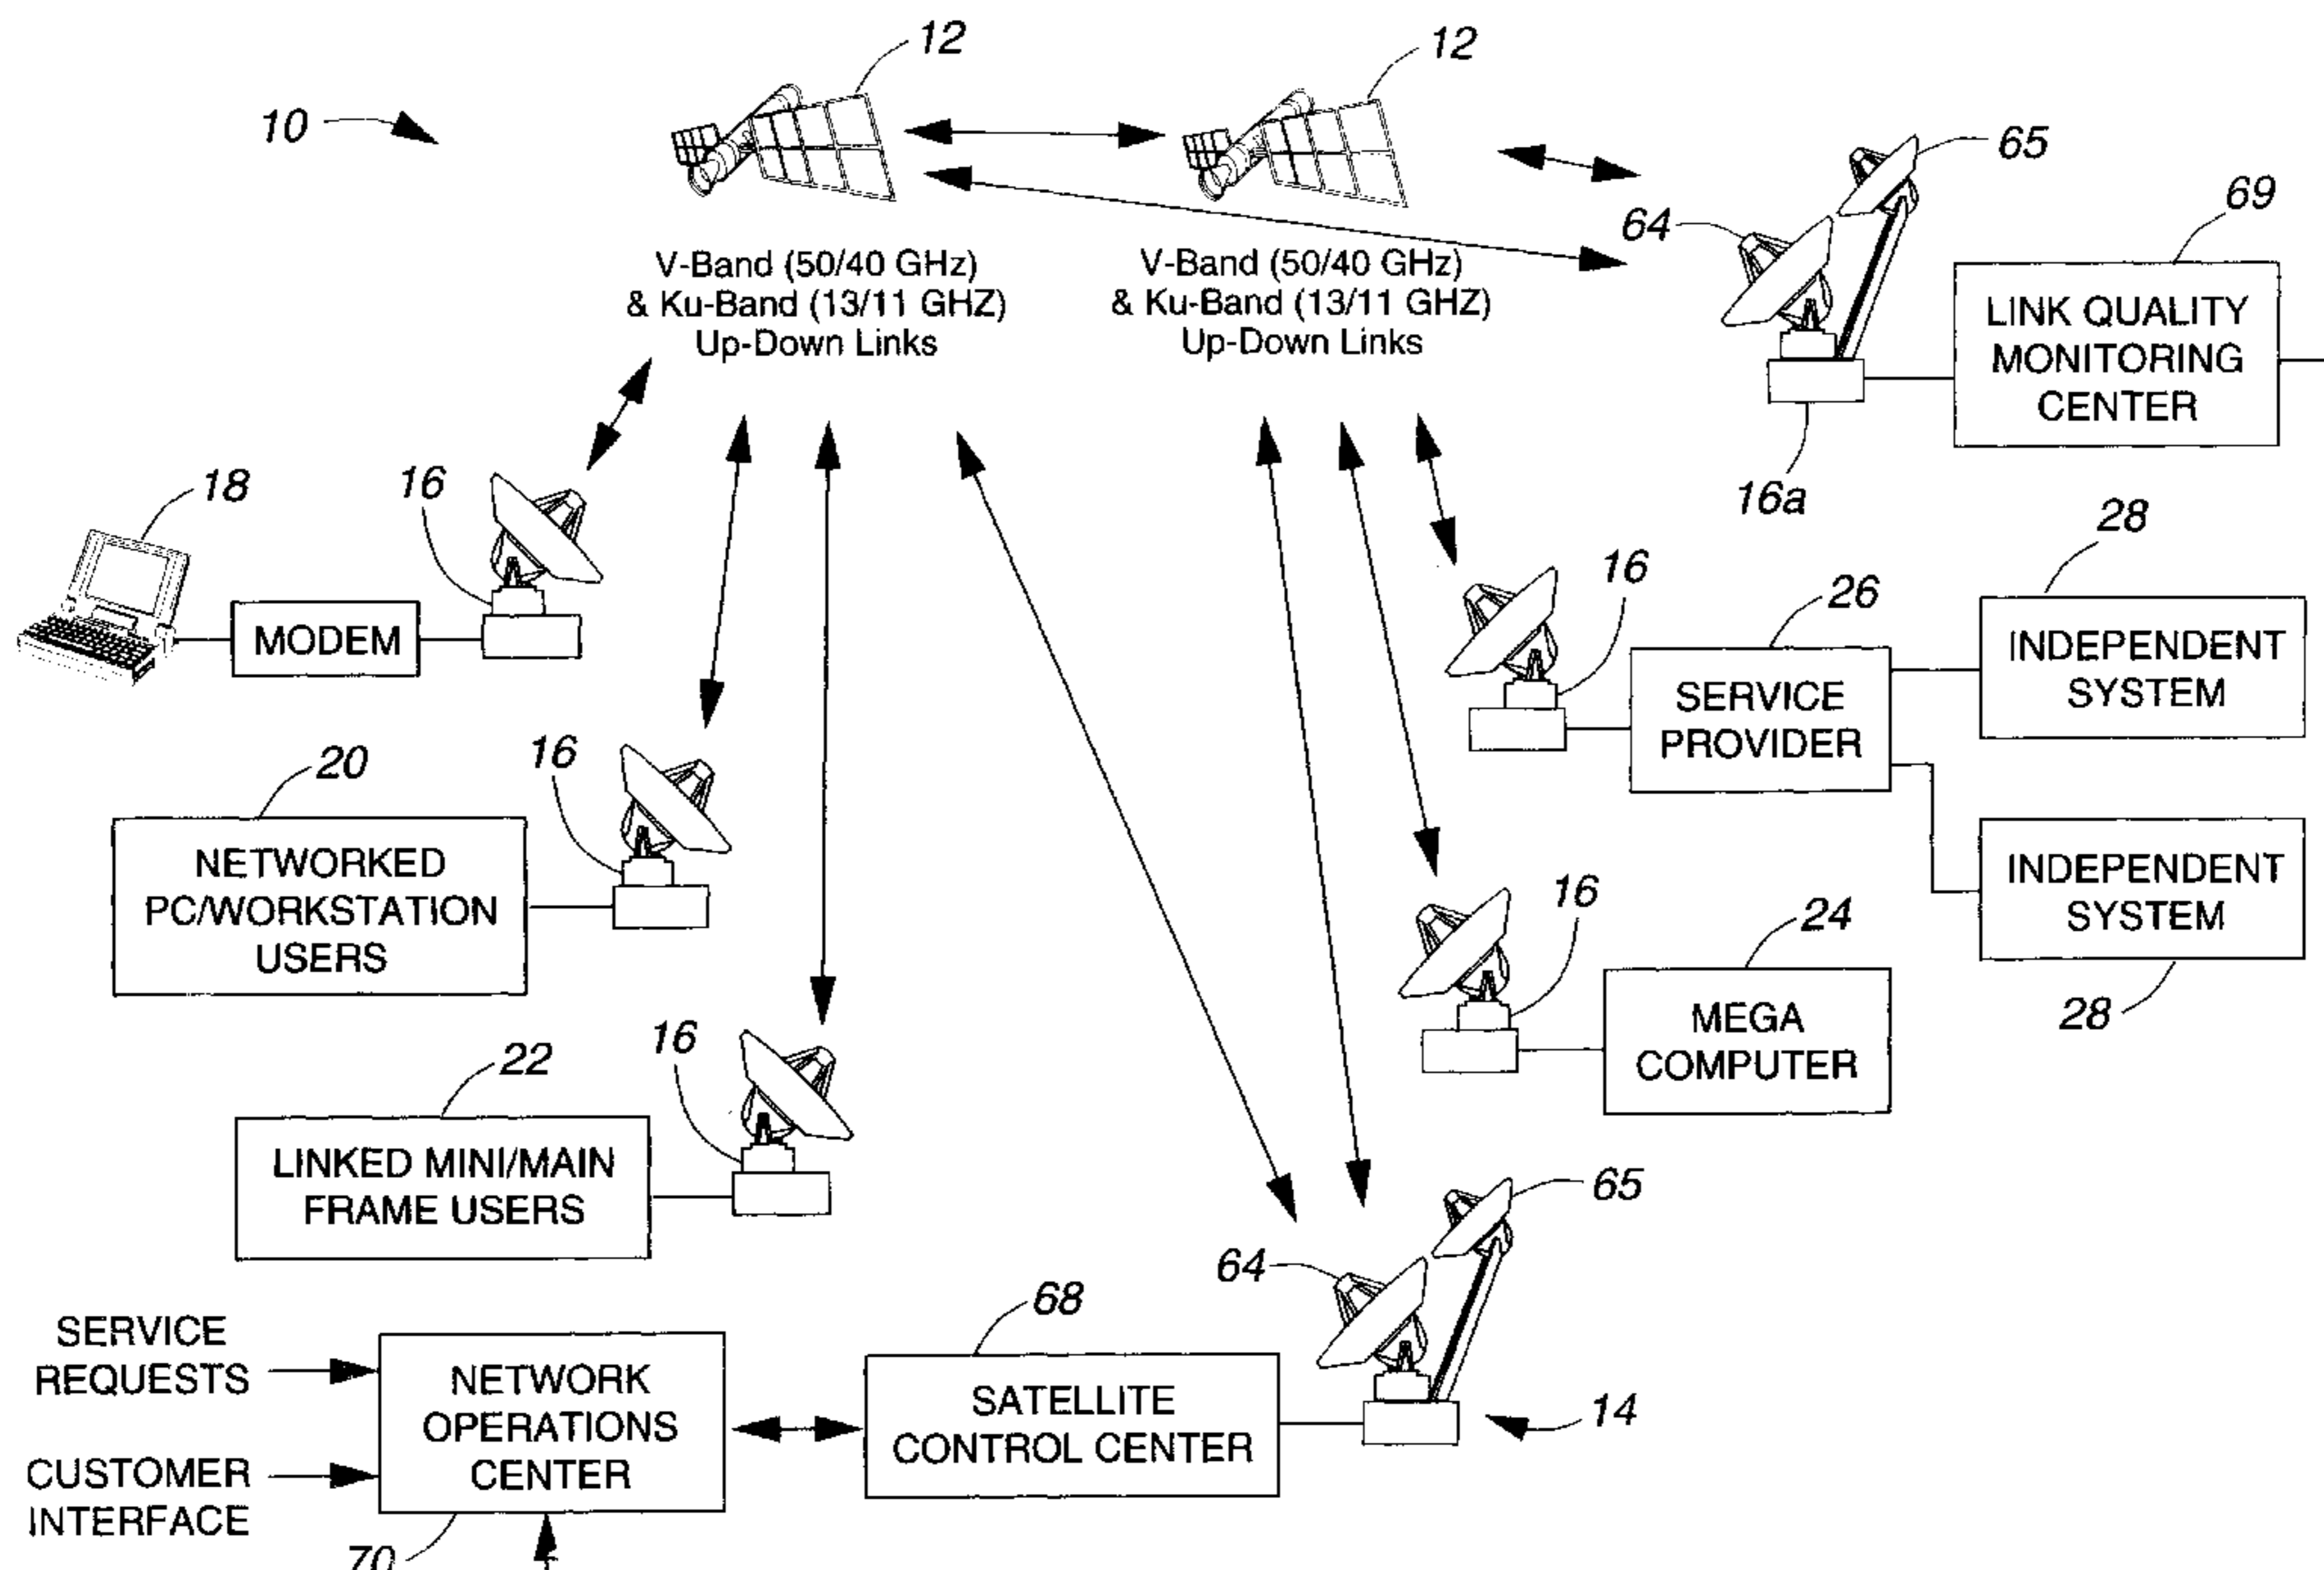 12
12
10
65
69
64
V-Band (50/40 GHz)
& Ku-Band (13/11 GHZ)
Up-Down Links
V-Band (50/40 GHz)
& Ku-Band (13/11 GHZ)
Up-Down Links
LINK QUALITY
MONITORING
CENTER
16a
18
16
MODEM
28
16
26
INDEPENDENT
SYSTEM
SERVICE
PROVIDER
20
16
NETWORKED
PC/WORKSTATION
USERS
INDEPENDENT
SYSTEM
28
16
24
MEGA
COMPUTER
22
16
LINKED MINI/MAIN
FRAME USERS
65
64
68
SERVICE
REQUESTS
NETWORK
OPERATIONS
CENTER
SATELLITE
CONTROL CENTER
14
CUSTOMER
INTERFACE
70